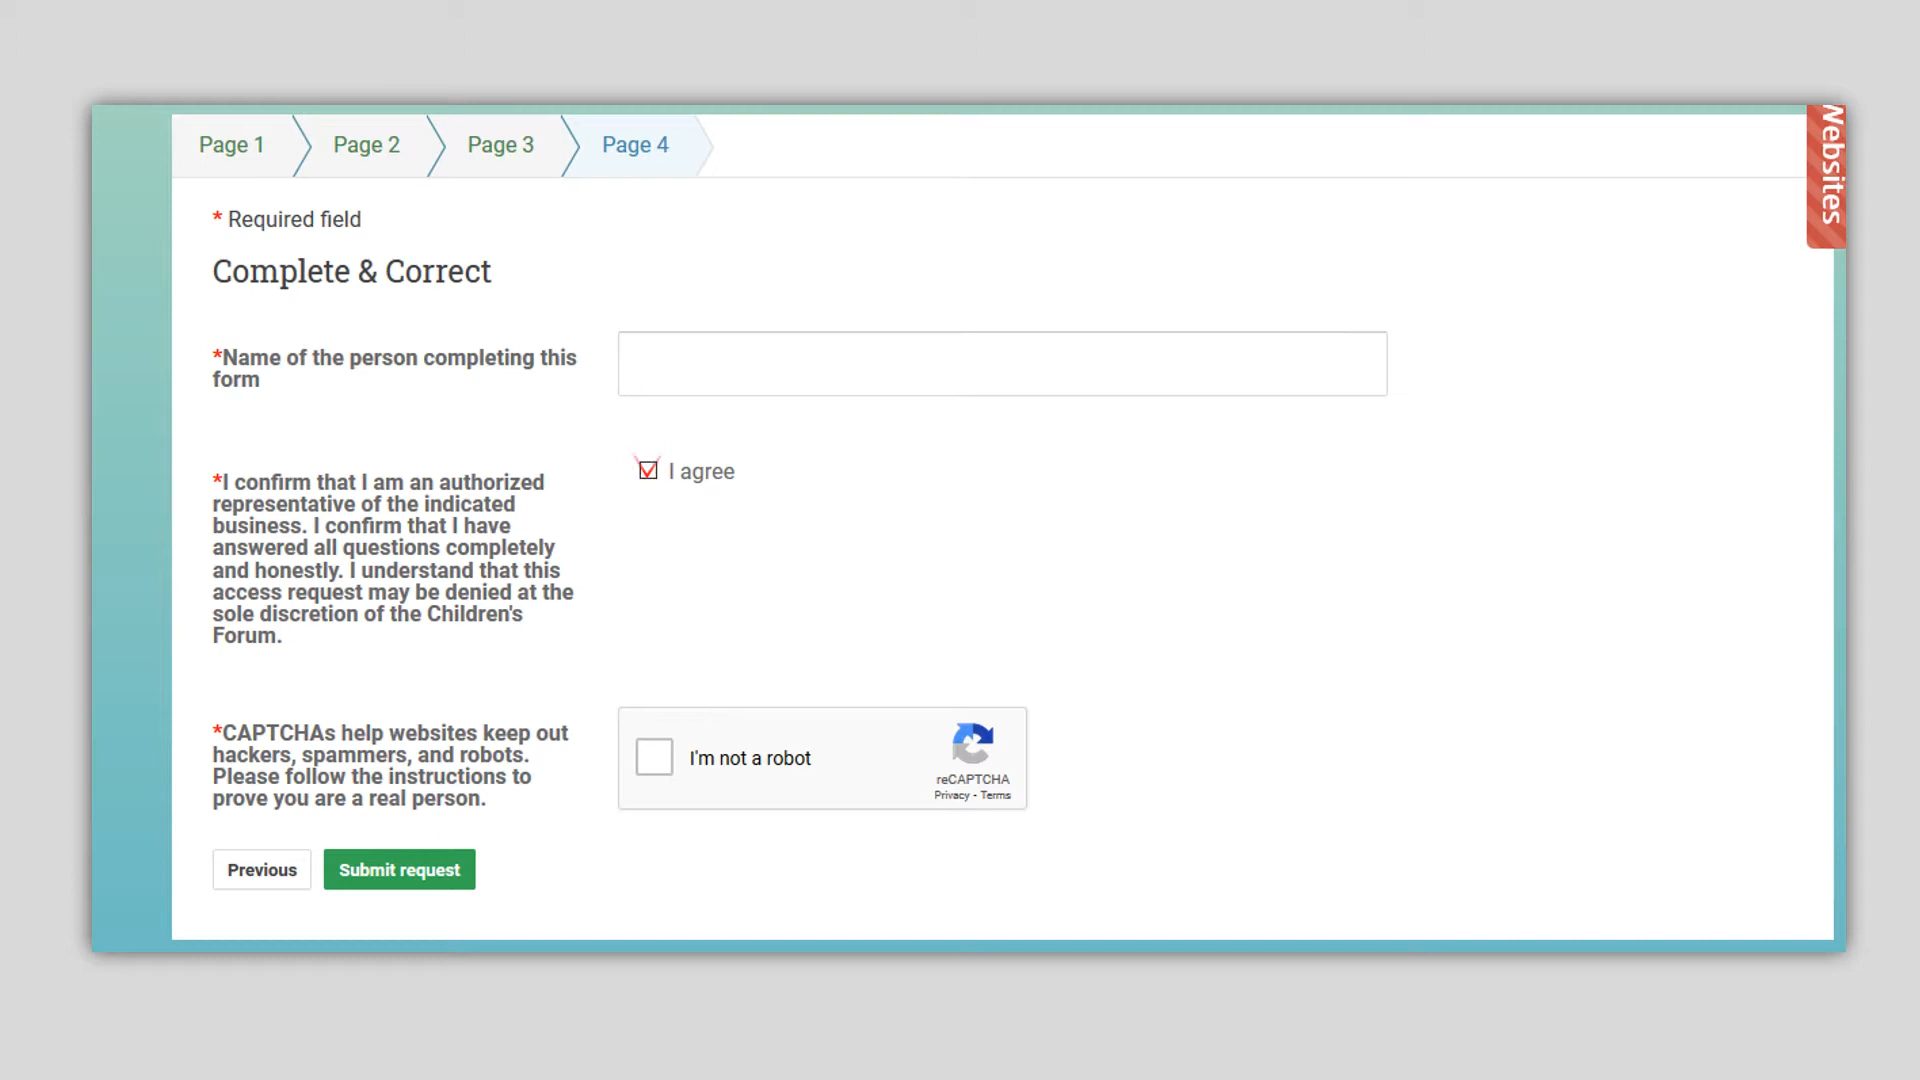 Page 1
Page 2
Page 3
Page 4
Websites
* Required field
Complete & Correct
*Name of the person completing this
form
I agree
*I confirm that I am an authorized
representative of the indicated
business. I confirm that I have
answered all questions completely
and honestly. I understand that this
access request may be denied at the
sole discretion of the Children's
Forum.
*CAPTCHAs help websites keep out
hackers, spammers, and robots.
Please follow the instructions to
prove you are a real person.
I'm not a robot
reCAPTCHA
Privacy - Terms
Previous
Submit request